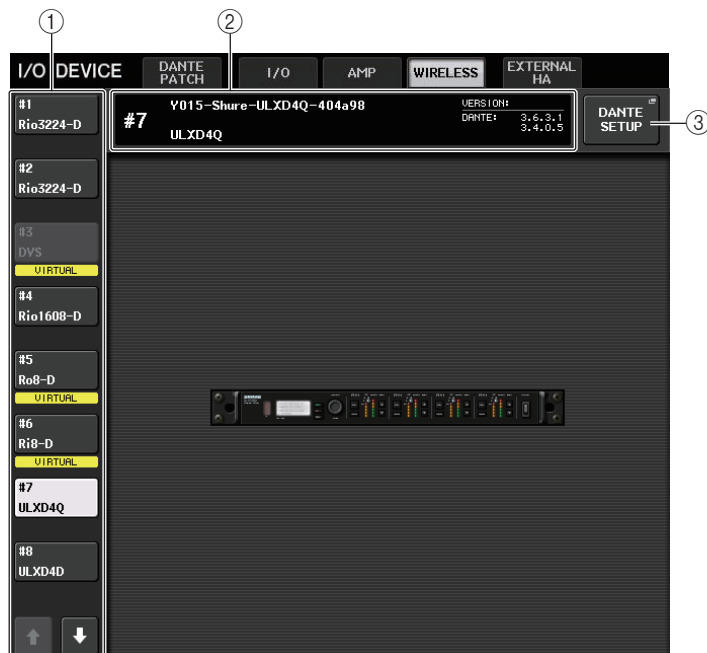 ① ②
I/O DEVICE
DANTE PATCH
I/O
AMP
WIRELESS
EXTERNAL HA
#1
Rio3224-D
#7
Y015-Shure-ULXD4Q-404a98
ULXD4Q
VERSION:
DANTE: 3.6.3.1
3.4.0.5
DANTE SETUP
③
#2
Rio3224-D
#3
DVS
VIRTUAL
#4
Rio1608-D
#5
Ro8-D
VIRTUAL
#6
Ri8-D
VIRTUAL
#7
ULXD4Q
#8
ULXD4D